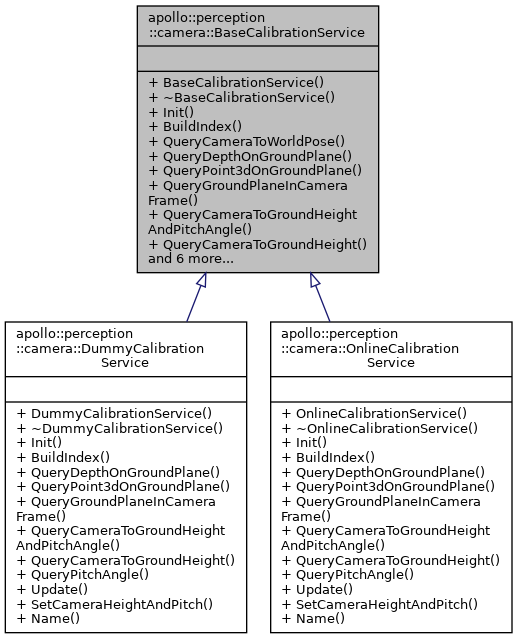 apollo::perception
::camera::BaseCalibrationService
+ BaseCalibrationService()
+ ~BaseCalibrationService()
+ Init()
+ BuildIndex()
+ QueryCameraToWorldPose()
+ QueryDepthOnGroundPlane()
+ QueryPoint3dOnGroundPlane()
+ QueryGroundPlaneInCamera
Frame()
+ QueryCameraToGroundHeight
AndPitchAngle()
+ QueryCameraToGroundHeight()
and 6 more...
apollo::perception
::camera::DummyCalibration
Service
+ DummyCalibrationService()
+ ~DummyCalibrationService()
+ Init()
+ BuildIndex()
+ QueryDepthOnGroundPlane()
+ QueryPoint3dOnGroundPlane()
+ QueryGroundPlaneInCamera
Frame()
+ QueryCameraToGroundHeight
AndPitchAngle()
+ QueryCameraToGroundHeight()
+ QueryPitchAngle()
+ Update()
+ SetCameraHeightAndPitch()
+ Name()
apollo::perception
::camera::OnlineCalibration
Service
+ OnlineCalibrationService()
+ ~OnlineCalibrationService()
+ Init()
+ BuildIndex()
+ QueryDepthOnGroundPlane()
+ QueryPoint3dOnGroundPlane()
+ QueryGroundPlaneInCamera
Frame()
+ QueryCameraToGroundHeight
AndPitchAngle()
+ QueryCameraToGroundHeight()
+ QueryPitchAngle()
+ Update()
+ SetCameraHeightAndPitch()
+ Name()